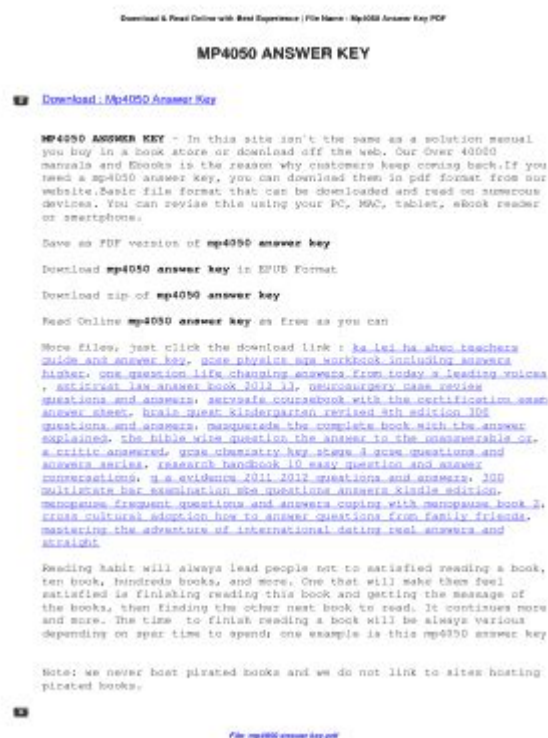 Download & Read Online with Best Experience | File Name : Mp4050 Answer Key PDF
MP4050 ANSWER KEY
Download : Mp4050 Answer Key
MP4050 ANSWER KEY - In this site isn't the same as a solution manual
you buy in a book store or download off the web. Our Over 40000
manuals and Ebooks is the reason why customers keep coming back.If you
need a mp4050 answer key, you can download them in pdf format from our
website.Basic file format that can be downloaded and read on numerous
devices. You can revise this using your PC, MAC, tablet, eBook reader
or smartphone.
Save as PDF version of mp4050 answer key
Download mp4050 answer key in EPUB Format
Download zip of mp4050 answer key
Read Online mp4050 answer key as free as you can
More files, just click the download link : ka lei ha aheo teachers
guide and answer key, gcse physics aqa workbook including answers
higher, one question life changing answers from today s leading voices
, antitrust law answer book 2012 13, neurosurgery case review
questions and answers, servsafe coursebook with the certification exam
answer sheet, brain quest kindergarten revised 4th edition 300
questions and answers, masquerade the complete book with the answer
explained, the bible wise question the answer to the unanswerable or,
a critic answered, gcse chemistry key stage 4 gcse questions and
answers series, research handbook 10 easy question and answer
conversations, q a evidence 2011 2012 questions and answers, 300
multistate bar examination mbe questions answers kindle edition,
menopause frequent questions and answers coping with menopause book 2,
cross cultural adoption how to answer questions from family friends,
mastering the adventure of international dating real answers and
straight
Reading habit will always lead people not to satisfied reading a book,
ten book, hundreds books, and more. One that will make them feel
satisfied is finishing reading this book and getting the message of
the books, then finding the other next book to read. It continues more
and more. The time to finish reading a book will be always various
depending on spar time to spend; one example is this mp4050 answer key
Note: we never host pirated books and we do not link to sites hosting
pirated books.
File: mp4050 answer key.pdf